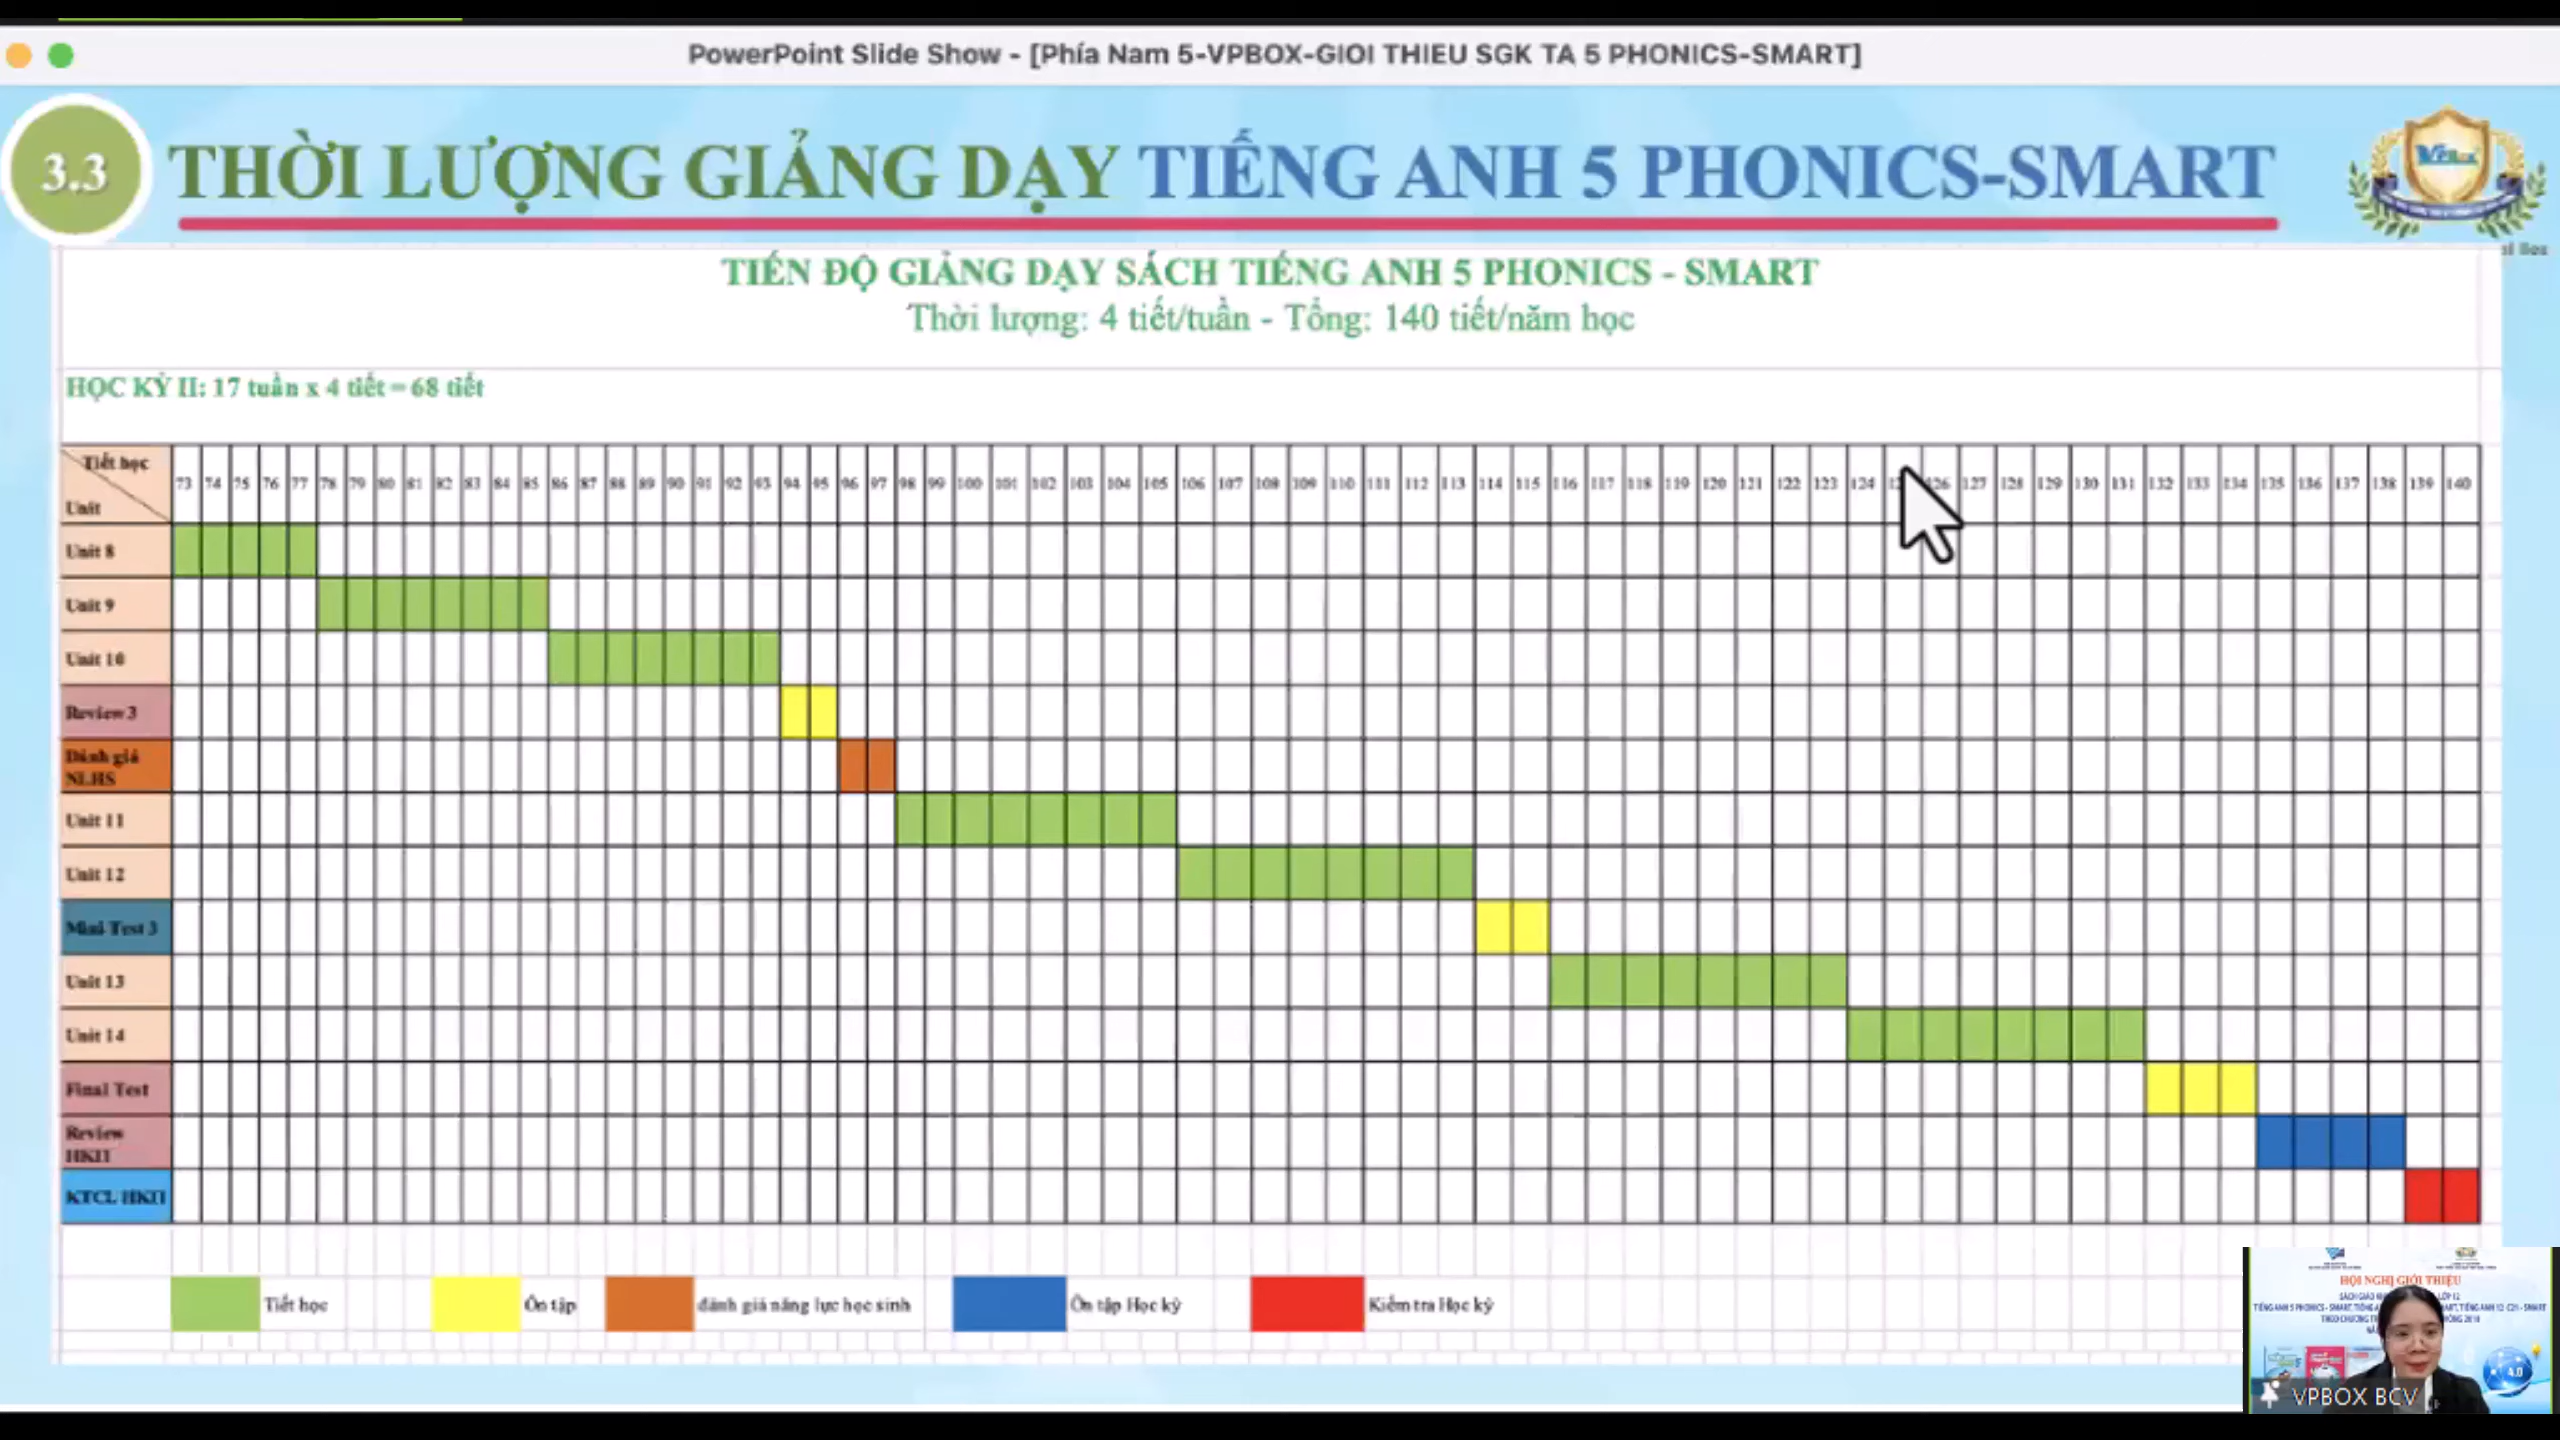 PowerPoint Slide Show - [Phía Nam 5-VPBOX-GIOI THIEU SGK TA 5 PHONICS-SMART]
3.3 THỜI LƯỢNG GIẢNG DẠY TIẾNG ANH 5 PHONICS-SMART
TIẾN ĐỘ GIẢNG DẠY SÁCH TIẾNG ANH 5 PHONICS - SMART
Thời lượng: 4 tiết/tuần - Tổng: 140 tiết/năm học
HỌC KỲ II: 17 tuần x 4 tiết = 68 tiết
Tiết học
Unit
73 74 75 76 77 78 79 80 81 82 83 84 85 86 87 88 89 90 91 92 93 94 95 96 97 98 99 100 101 102 103 104 105 106 107 108 109 110 111 112 113 114 115 116 117 118 119 120 121 122 123 124 126 127 128 129 130 131 132 133 134 135 136 137 138 139 140
Unit 8
Unit 9
Unit 10
Review 3
Đánh giá
NLHS
Unit 11
Unit 12
Mini Test 3
Unit 13
Unit 14
Final Test
Review
HKII
KTCL HKII
Tiết học
Ôn tập
đánh giá năng lực học sinh
Ôn tập Học kỳ
Kiểm tra Học kỳ
HỘI NGHỊ GIỚI THIỆU
VPBOX BCV